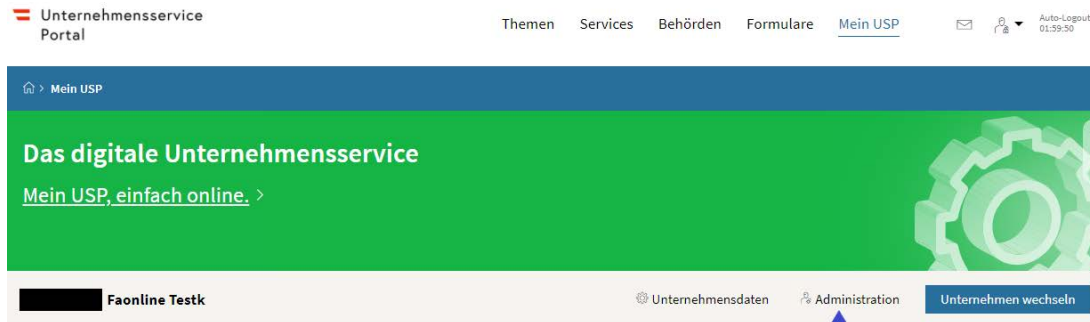 Unternehmensservice
Portal
Themen Services Behörden Formulare Mein USP
Auto-Logout
01:59:50
> Mein USP
Das digitale Unternehmensservice
Mein USP, einfach online. >
Faonline Testk
Unternehmensdaten Administration Unternehmen wechseln